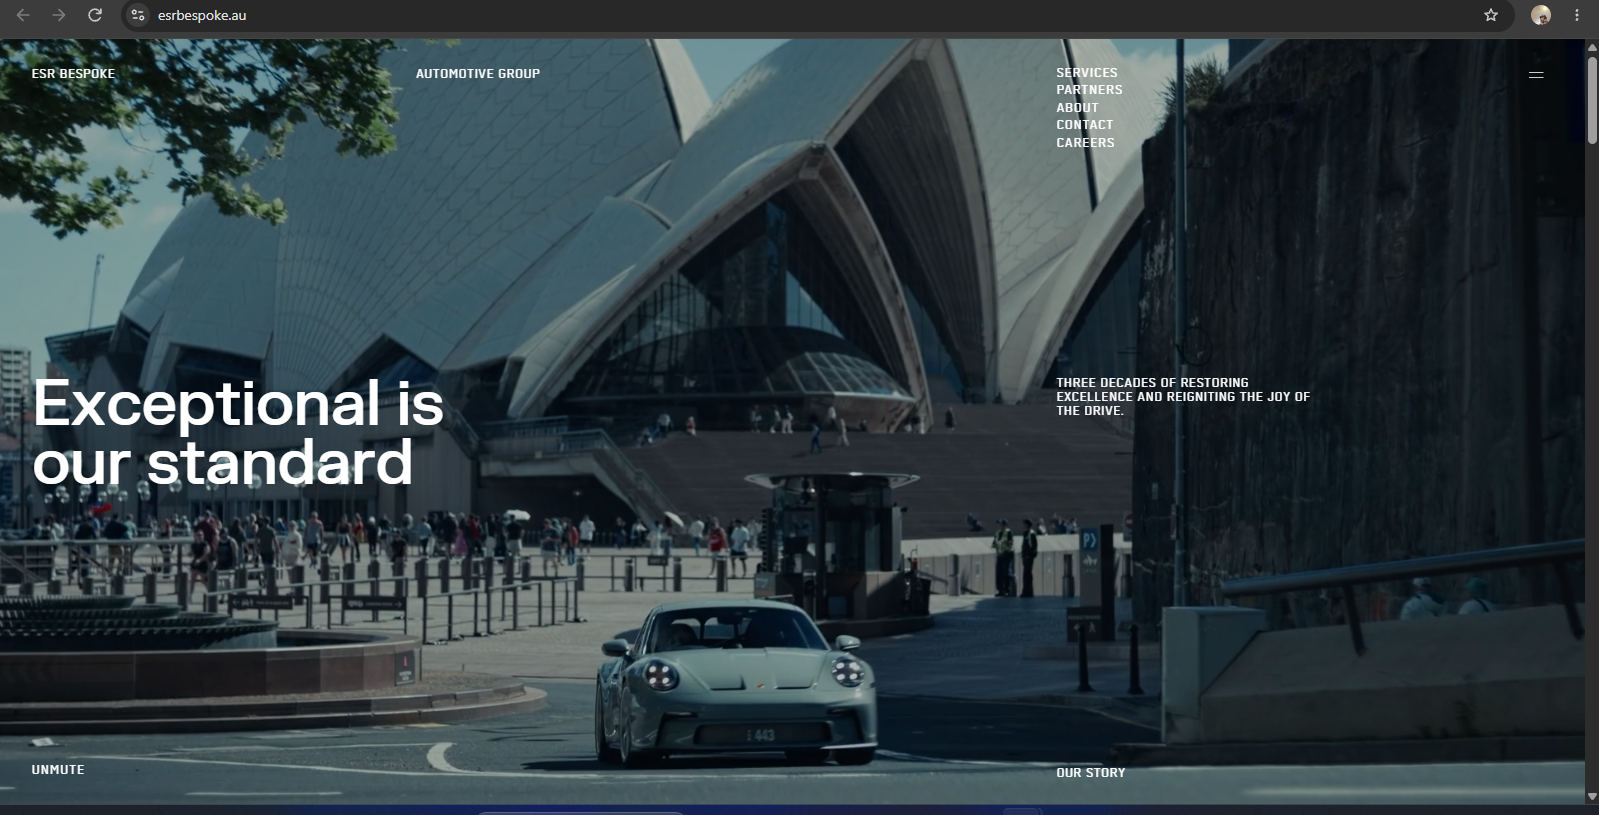 esrbespoke.au
ESR BESPOKE
AUTOMOTIVE GROUP
SERVICES
PARTNERS
ABOUT
CONTACT
CAREERS
Exceptional is
our standard
THREE DECADES OF RESTORING
EXCELLENCE AND REIGNITING THE JOY OF
THE DRIVE.
P
443
UNMUTE
OUR STORY